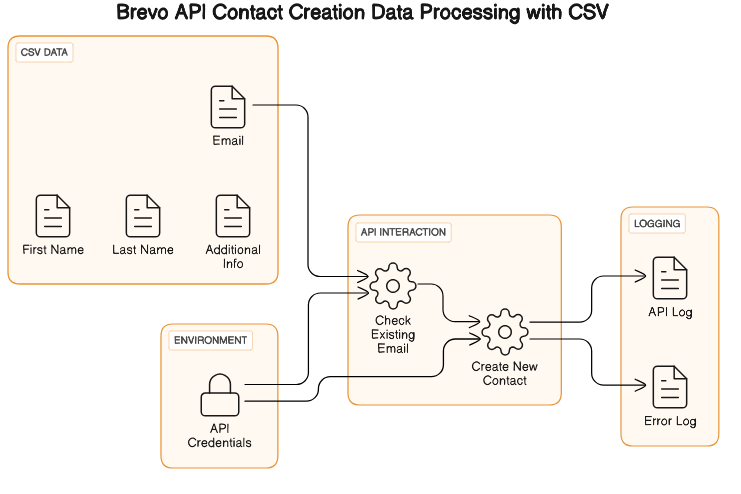 Brevo API Contact Creation Data Processing with CSV
CSV DATA
Email
First Name
Last Name
Additional
Info
API INTERACTION
Check
Existing
Email
Create New
Contact
LOGGING
API Log
Error Log
ENVIRONMENT
API
Credentials